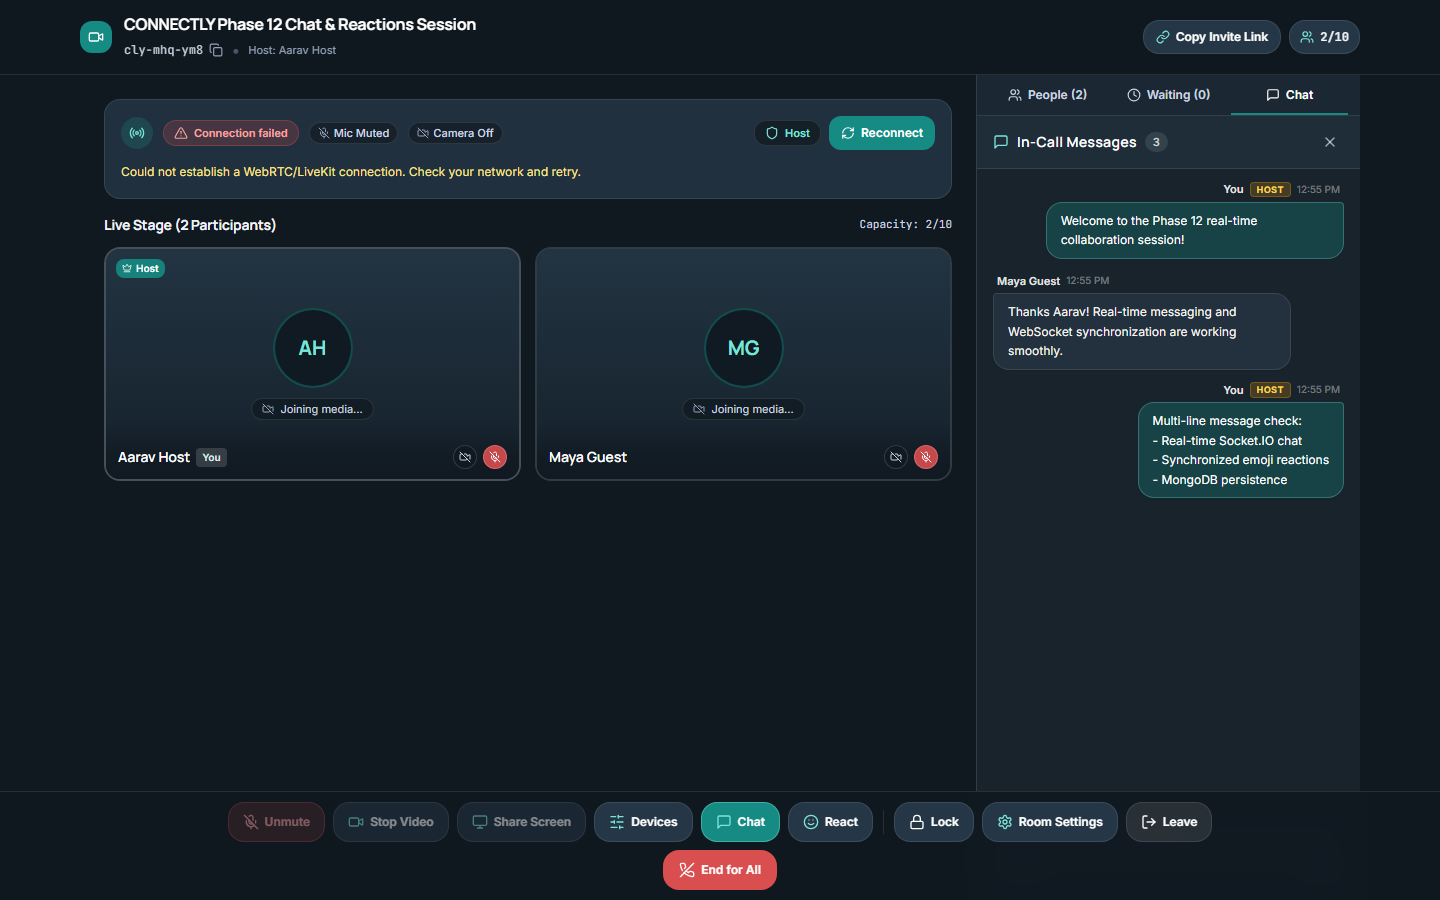 CONNECTLY Phase 12 Chat & Reactions Session
cly-mhq-ym8 Host: Aarav Host
Copy Invite Link
2/10
Connection failed
Mic Muted
Camera Off
Host
Reconnect
Could not establish a WebRTC/LiveKit connection. Check your network and retry.
Live Stage (2 Participants)
Capacity: 2/10
Host
AH
Joining media...
Aarav Host You
MG
Joining media...
Maya Guest
People (2)
Waiting (0)
Chat
In-Call Messages 3
You HOST 12:55 PM
Welcome to the Phase 12 real-time
collaboration session!
Maya Guest 12:55 PM
Thanks Aarav! Real-time messaging and
WebSocket synchronization are working
smoothly.
You HOST 12:55 PM
Multi-line message check:
- Real-time Socket.IO chat
- Synchronized emoji reactions
- MongoDB persistence
Unmute
Stop Video
Share Screen
Devices
Chat
React
Lock
Room Settings
Leave
End for All